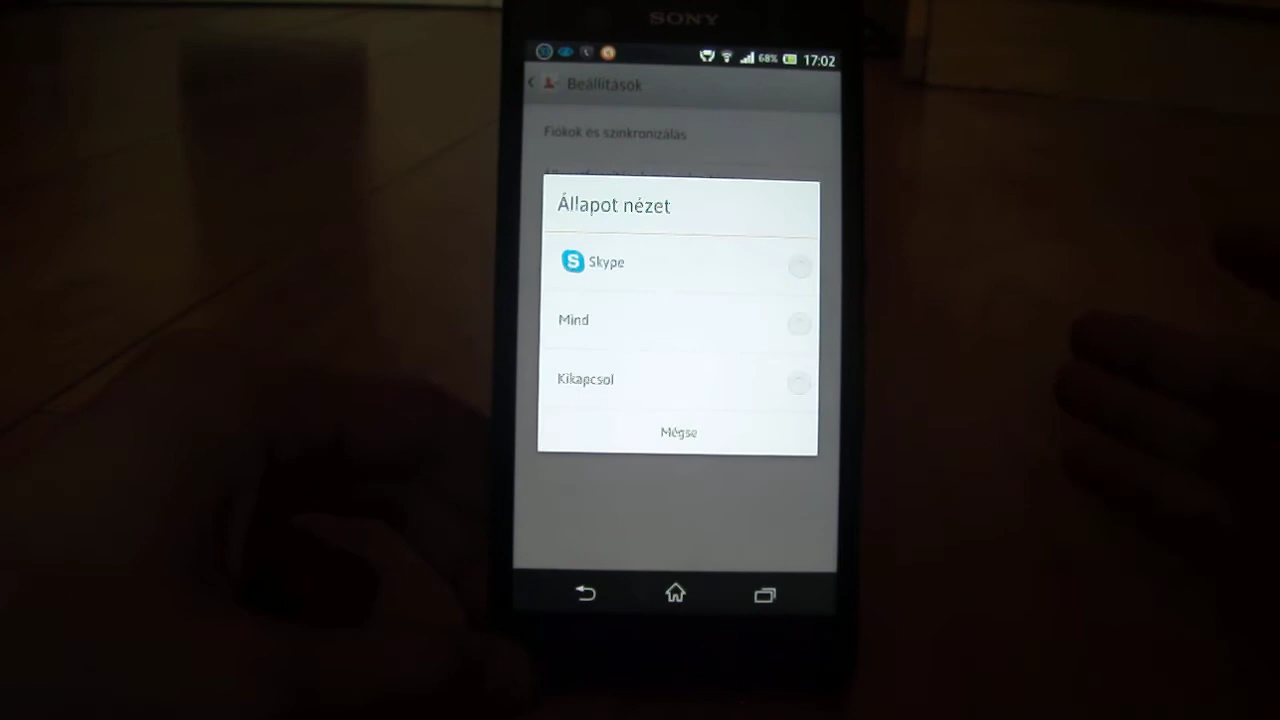 SONY
68% 17:02
Beállítások
Fiókok és szinkronizálás
Állapot nézet
Skype
Mind
Kikapcsol
Mégse